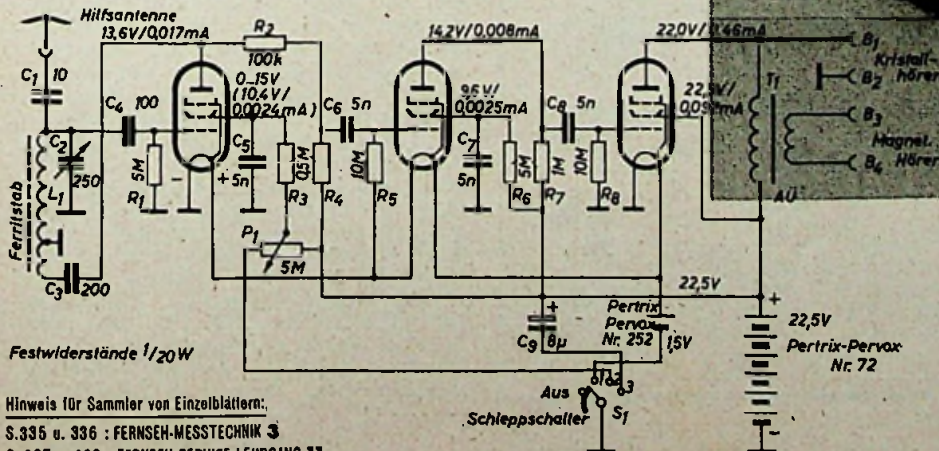 Hilfsantenne
13,6V/0,017mA
R2
100k
14,2V/0,008mA
22,0V/0,46mA
B1
Kristall-
hörer
B2
C1 10
C4 100
0...15V
(10,4V/
0,0024mA)
C6 5n
9,6V/
0,0025mA
C8 5n
22,5V/
T1
B3
Magnet.
Hörer
B4
AÜ
C2
250
L1
5M
R1
-
+
C5
5n
0,5M
R3
R4
10M
R5
C7
5n
5M
R6
1M
R7
10M
R8
Ferritstab
P1
5M
C3 200
22,5V
+
Pertrix
Pervox
Nr. 252
1,5V
+
C9 8µ
22,5V
Pertrix-Pervox
Nr. 72
-
Festwiderstände 1/20 W
Aus
1 2 3
S1
Schleppschalter
Hinweis für Sammler von Einzelblättern:
S.335 u. 336 : FERNSEH-MESSTECHNIK 3